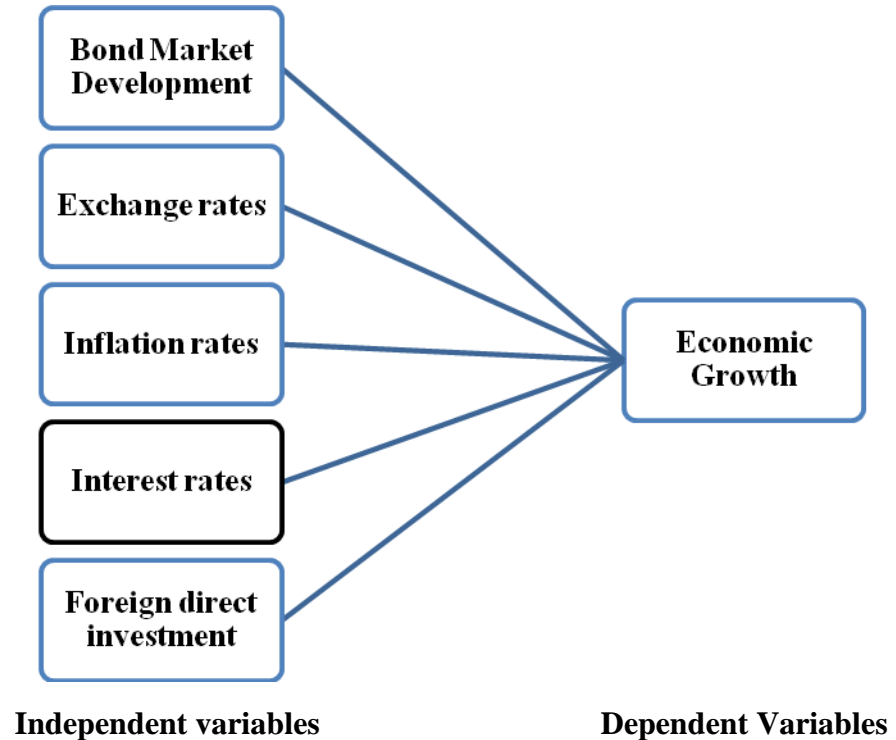 Bond Market
Development
Exchange rates
Inflation rates
Interest rates
Foreign direct
investment
Economic
Growth
Independent variables
Dependent Variables